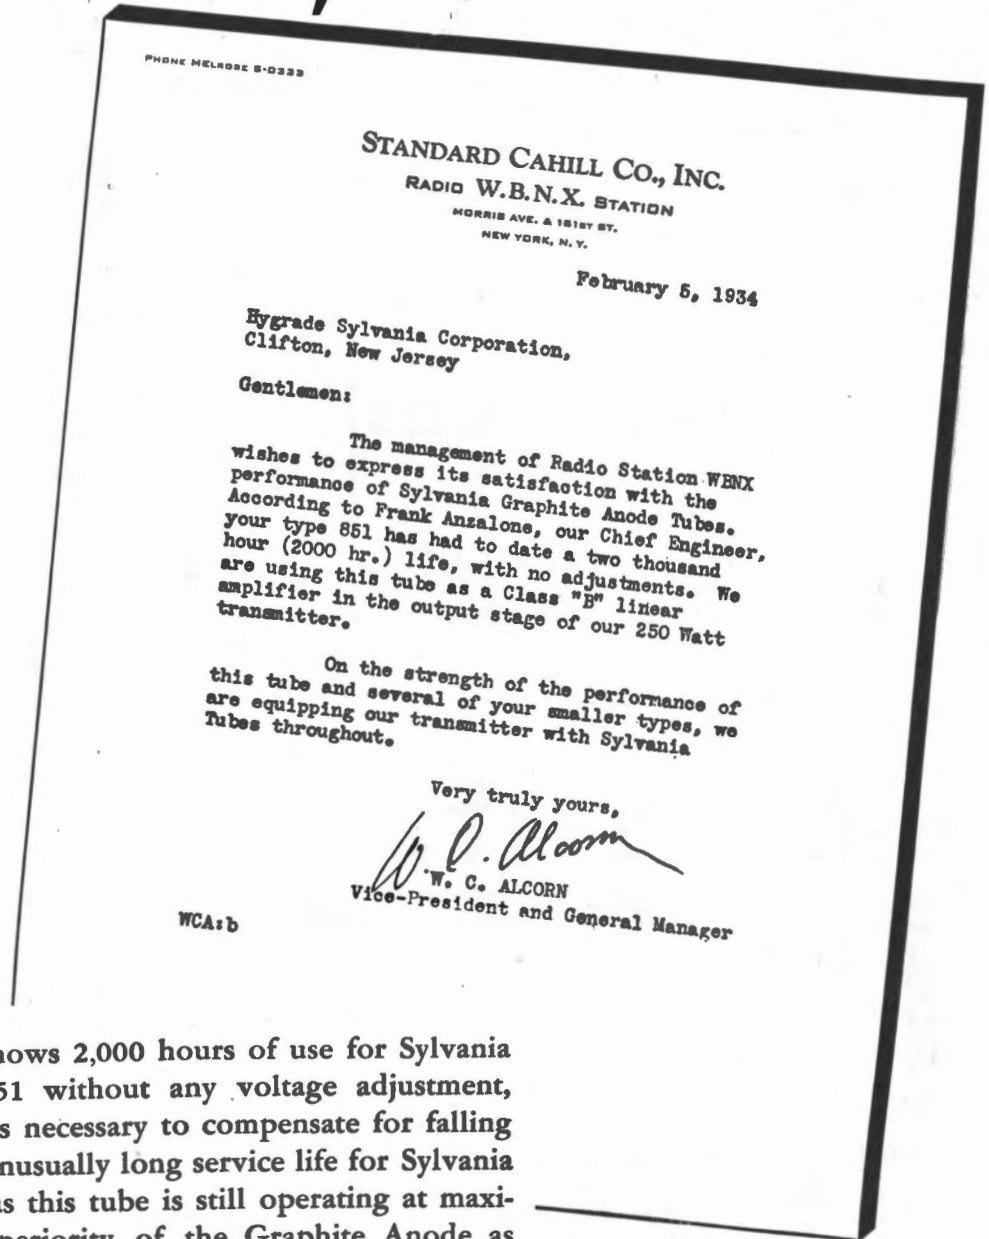 PHONE MELROSE 5-0333
STANDARD CAHILL CO., INC.
RADIO W.B.N.X. STATION
MORRIS AVE. & 161ST ST.
NEW YORK, N. Y.
February 5, 1934
Hygrade Sylvania Corporation,
Clifton, New Jersey
Gentlemen:
The management of Radio Station WBNX
wishes to express its satisfaction with the
performance of Sylvania Graphite Anode Tubes.
According to Frank Anzalone, our Chief Engineer,
your type 851 has had to date a two thousand
hour (2000 hr.) life, with no adjustments. We
are using this tube as a Class "B" linear
amplifier in the output stage of our 250 Watt
transmitter.
On the strength of the performance of
this tube and several of your smaller types, we
are equipping our transmitter with Sylvania
Tubes throughout.
Very truly yours,
W. C. Alcorn
W. C. ALCORN
Vice-President and General Manager
WCA:b
2,000 hours of use for Sylvania
51 without any voltage adjustment,
necessary to compensate for falling
long service life for Sylvania
this tube is still operating at maxi-
of the Graphite Anode as